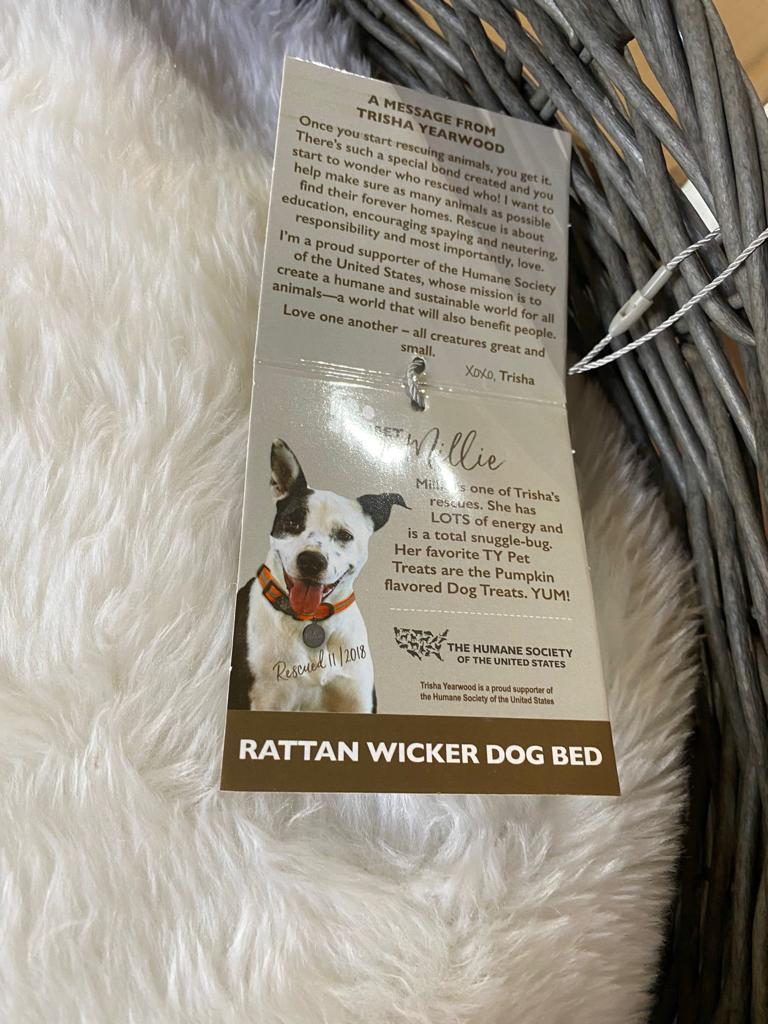 A MESSAGE FROM
TRISHA YEARWOOD
Once you start rescuing animals, you get it.
There's such a special bond created and you
start to wonder who rescued who! I want to
help make sure as many animals as possible
find their forever homes. Rescue is about
education, encouraging spaying and neutering,
responsibility and most importantly, love.
I'm a proud supporter of the Humane Society
of the United States, whose mission is to
create a humane and sustainable world for all
animals—a world that will also benefit people.
Love one another – all creatures great and
small.
XOXO, Trisha
Millie
one of Trisha's
rescues. She has
LOTS of energy and
is a total snuggle-bug.
Her favorite TY Pet
Treats are the Pumpkin
flavored Dog Treats. YUM!
Rescued 11/2018
THE HUMANE SOCIETY
OF THE UNITED STATES
Trisha Yearwood is a proud supporter of
the Humane Society of the United States
RATTAN WICKER DOG BED